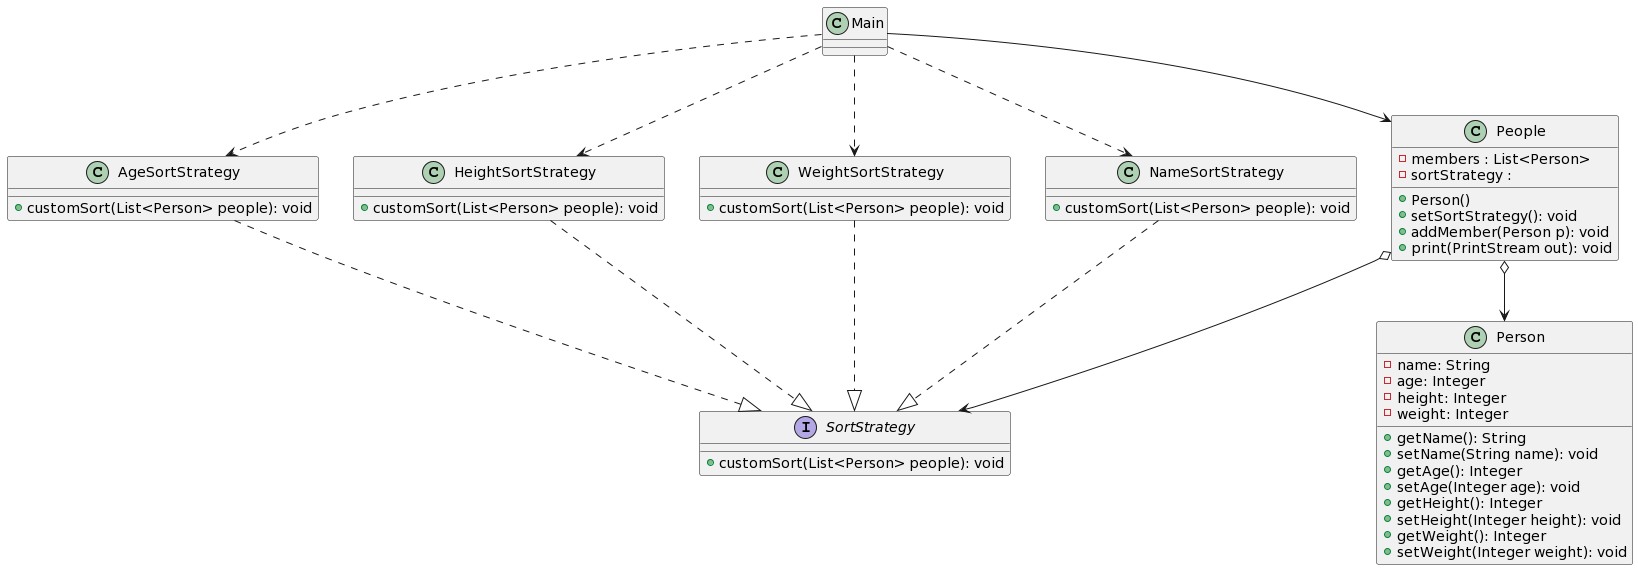 C Main
C AgeSortStrategy
customSort(List<Person> people): void
C HeightSortStrategy
customSort(List<Person> people): void
C WeightSortStrategy
customSort(List<Person> people): void
C NameSortStrategy
customSort(List<Person> people): void
C People
members : List<Person>
sortStrategy :
Person()
setSortStrategy(): void
addMember(Person p): void
print(PrintStream out): void
I SortStrategy
customSort(List<Person> people): void
C Person
name: String
age: Integer
height: Integer
weight: Integer
getName(): String
setName(String name): void
getAge(): Integer
setAge(Integer age): void
getHeight(): Integer
setHeight(Integer height): void
getWeight(): Integer
setWeight(Integer weight): void